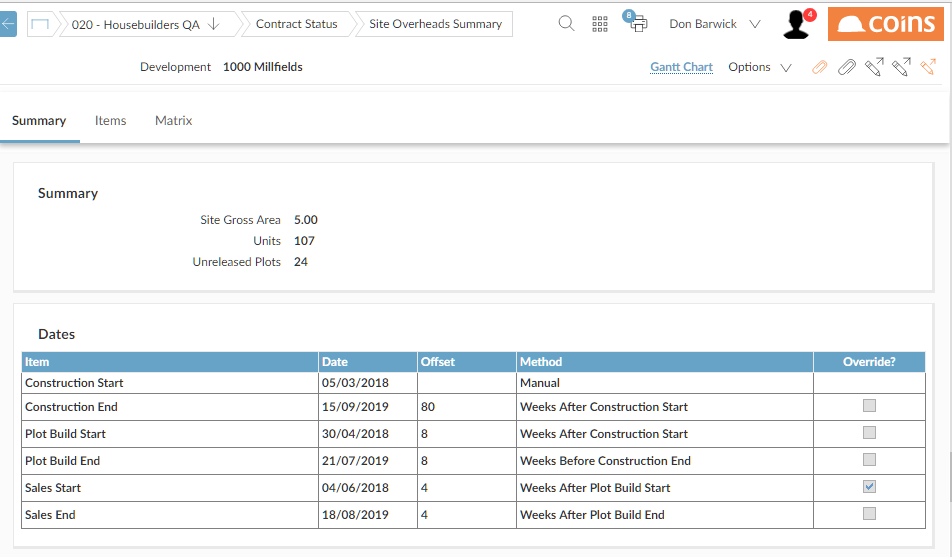 020 - Housebuilders QA Contract Status Site Overheads Summary 8 Don Barwick 4 coins
Development 1000 Millfields Gantt Chart Options
Summary Items Matrix
Summary
Site Gross Area 5.00
Units 107
Unreleased Plots 24
Dates
Item Date Offset Method Override?
Construction Start 05/03/2018 Manual
Construction End 15/09/2019 80 Weeks After Construction Start
Plot Build Start 30/04/2018 8 Weeks After Construction Start
Plot Build End 21/07/2019 8 Weeks Before Construction End
Sales Start 04/06/2018 4 Weeks After Plot Build Start
Sales End 18/08/2019 4 Weeks After Plot Build End